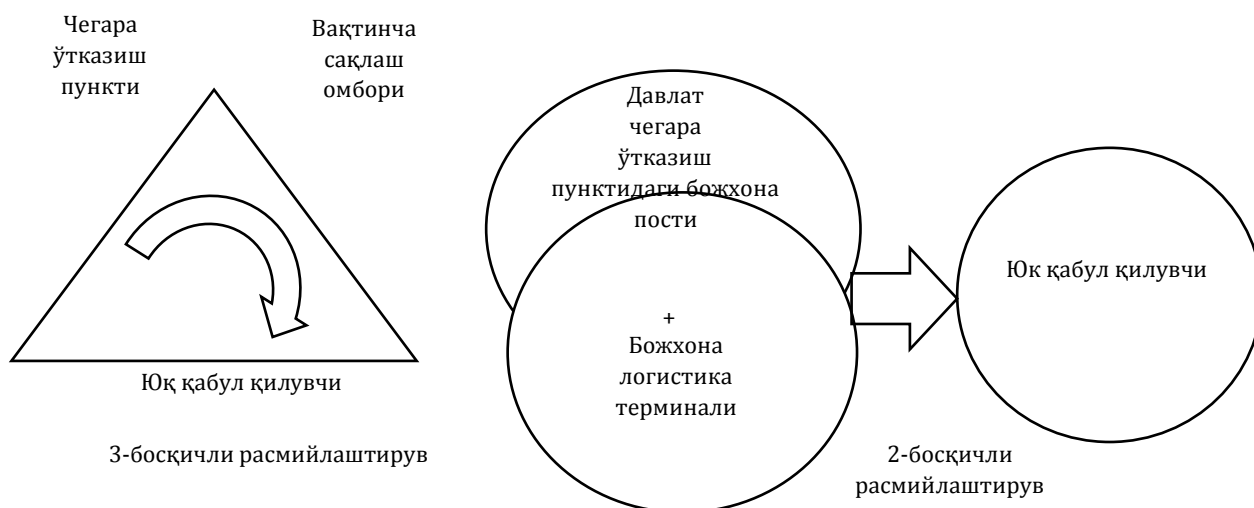 Чегара
ўтказиш
пункти
Вақтинча
сақлаш
омбори
Юқ қабул қилувчи
3-босқичли расмийлаштирув
Давлат
чегара
ўтказиш
пунктидаги божхона
пости
+
Божхона
логистика
терминали
Юк қабул қилувчи
2-босқичли
расмийлаштирув